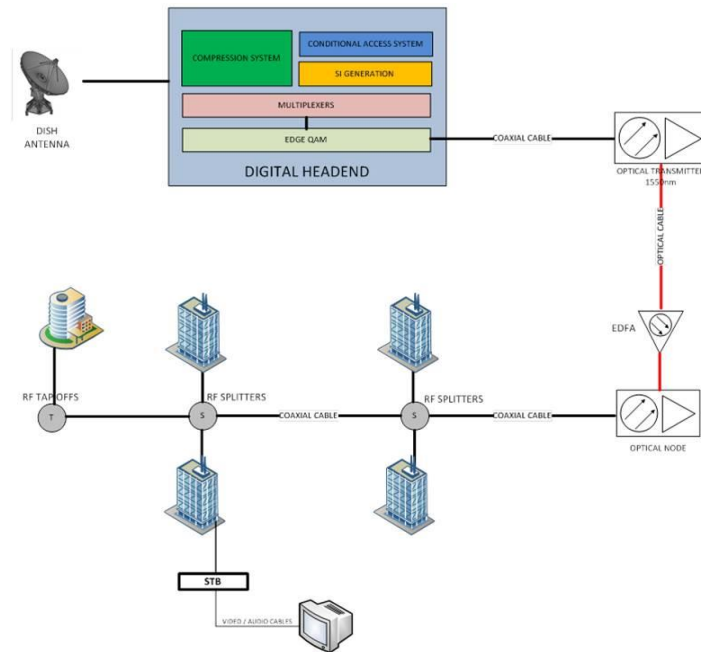 COMPRESSION SYSTEM
CONDITIONAL ACCESS SYSTEM
SI GENERATION
MULTIPLEXERS
EDGE QAM
DIGITAL HEADEND
DISH
ANTENNA
COAXIAL CABLE
OPTICAL TRANSMITTER
1550nm
OPTICAL CABLE
EDFA
RF TAP OFFS
T
RF SPLITTERS
S
COAXIAL CABLE
RF SPLITTERS
S
COAXIAL CABLE
OPTICAL NODE
STB
VIDEO / AUDIO CABLES